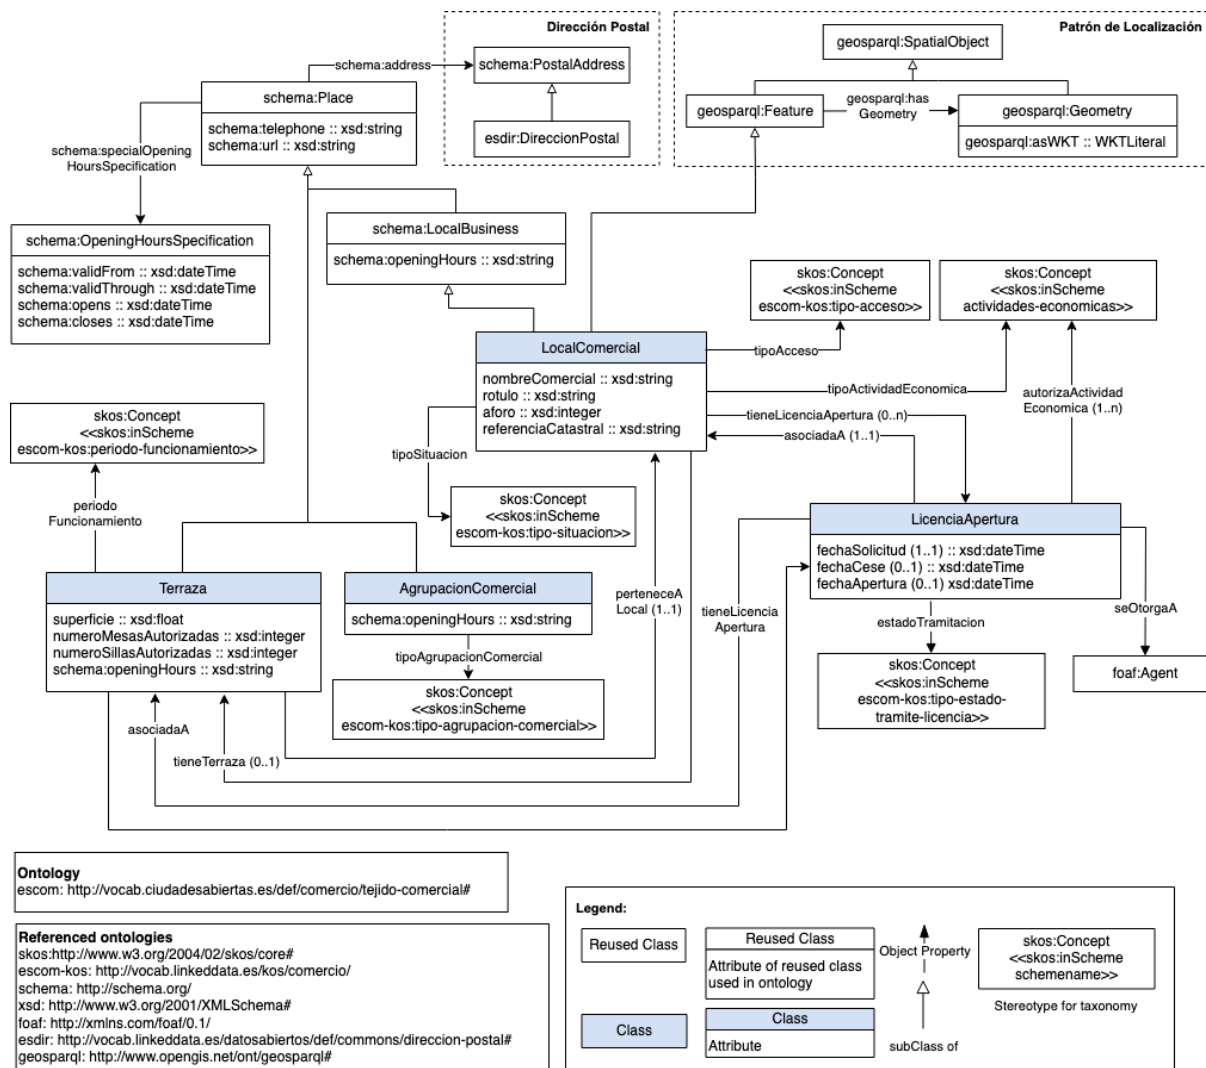 Dirección Postal
Patrón de Localización
schema:address
schema:PostalAddress
esdir:DireccionPostal
geosparql:SpatialObject
geosparql:Feature
geosparql:has
Geometry
geosparql:Geometry
geosparql:asWKT :: WKTLiteral
schema:Place
schema:telephone :: xsd:string
schema:url :: xsd:string
schema:specialOpening
HoursSpecification
schema:OpeningHoursSpecification
schema:validFrom :: xsd:dateTime
schema:validThrough :: xsd:dateTime
schema:opens :: xsd:dateTime
schema:closes :: xsd:dateTime
schema:LocalBusiness
schema:openingHours :: xsd:string
skos:Concept
<<skos:inScheme
escom-kos:tipo-acceso>>
skos:Concept
<<skos:inScheme
actividades-economicas>>
LocalComercial
nombreComercial :: xsd:string
rotulo :: xsd:string
aforo :: xsd:integer
referenciaCatastral :: xsd:string
tipoAcceso
tipoActividadEconomica
autorizaActividad
Economica (1..n)
tieneLicenciaApertura (0..n)
asociadaA (1..1)
skos:Concept
<<skos:inScheme
escom-kos:periodo-funcionamiento>>
tipoSituacion
periodo
Funcionamiento
skos:Concept
<<skos:inScheme
escom-kos:tipo-situacion>>
LicenciaApertura
fechaSolicitud (1..1) :: xsd:dateTime
fechaCese (0..1) :: xsd:dateTime
fechaApertura (0..1) xsd:dateTime
Terraza
superficie :: xsd:float
numeroMesasAutorizadas :: xsd:integer
numeroSillasAutorizadas :: xsd:integer
schema:openingHours :: xsd:string
AgrupacionComercial
schema:openingHours :: xsd:string
perteneceA
Local (1..1)
tieneLicencia
Apertura
estadoTramitacion
seOtorgaA
tipoAgrupacionComercial
skos:Concept
<<skos:inScheme
escom-kos:tipo-agrupacion-comercial>>
skos:Concept
<<skos:inScheme
escom-kos:tipo-estado-
tramite-licencia>>
foaf:Agent
asociadaA
tieneTerraza (0..1)
Ontology
escom: http://vocab.ciudadesabiertas.es/def/comercio/tejido-comercial#
Referenced ontologies
skos:http://www.w3.org/2004/02/skos/core#
escom-kos: http://vocab.linkeddata.es/kos/comercio/
schema: http://schema.org/
xsd: http://www.w3.org/2001/XMLSchema#
foaf: http://xmlns.com/foaf/0.1/
esdir: http://vocab.linkeddata.es/datosabiertos/def/commons/direccion-postal#
geosparql: http://www.opengis.net/ont/geosparql#
Legend:
Reused Class
Reused Class
Attribute of reused class
used in ontology
Object Property
skos:Concept
<<skos:inScheme
schemename>>
Stereotype for taxonomy
Class
Class
Attribute
subClass of